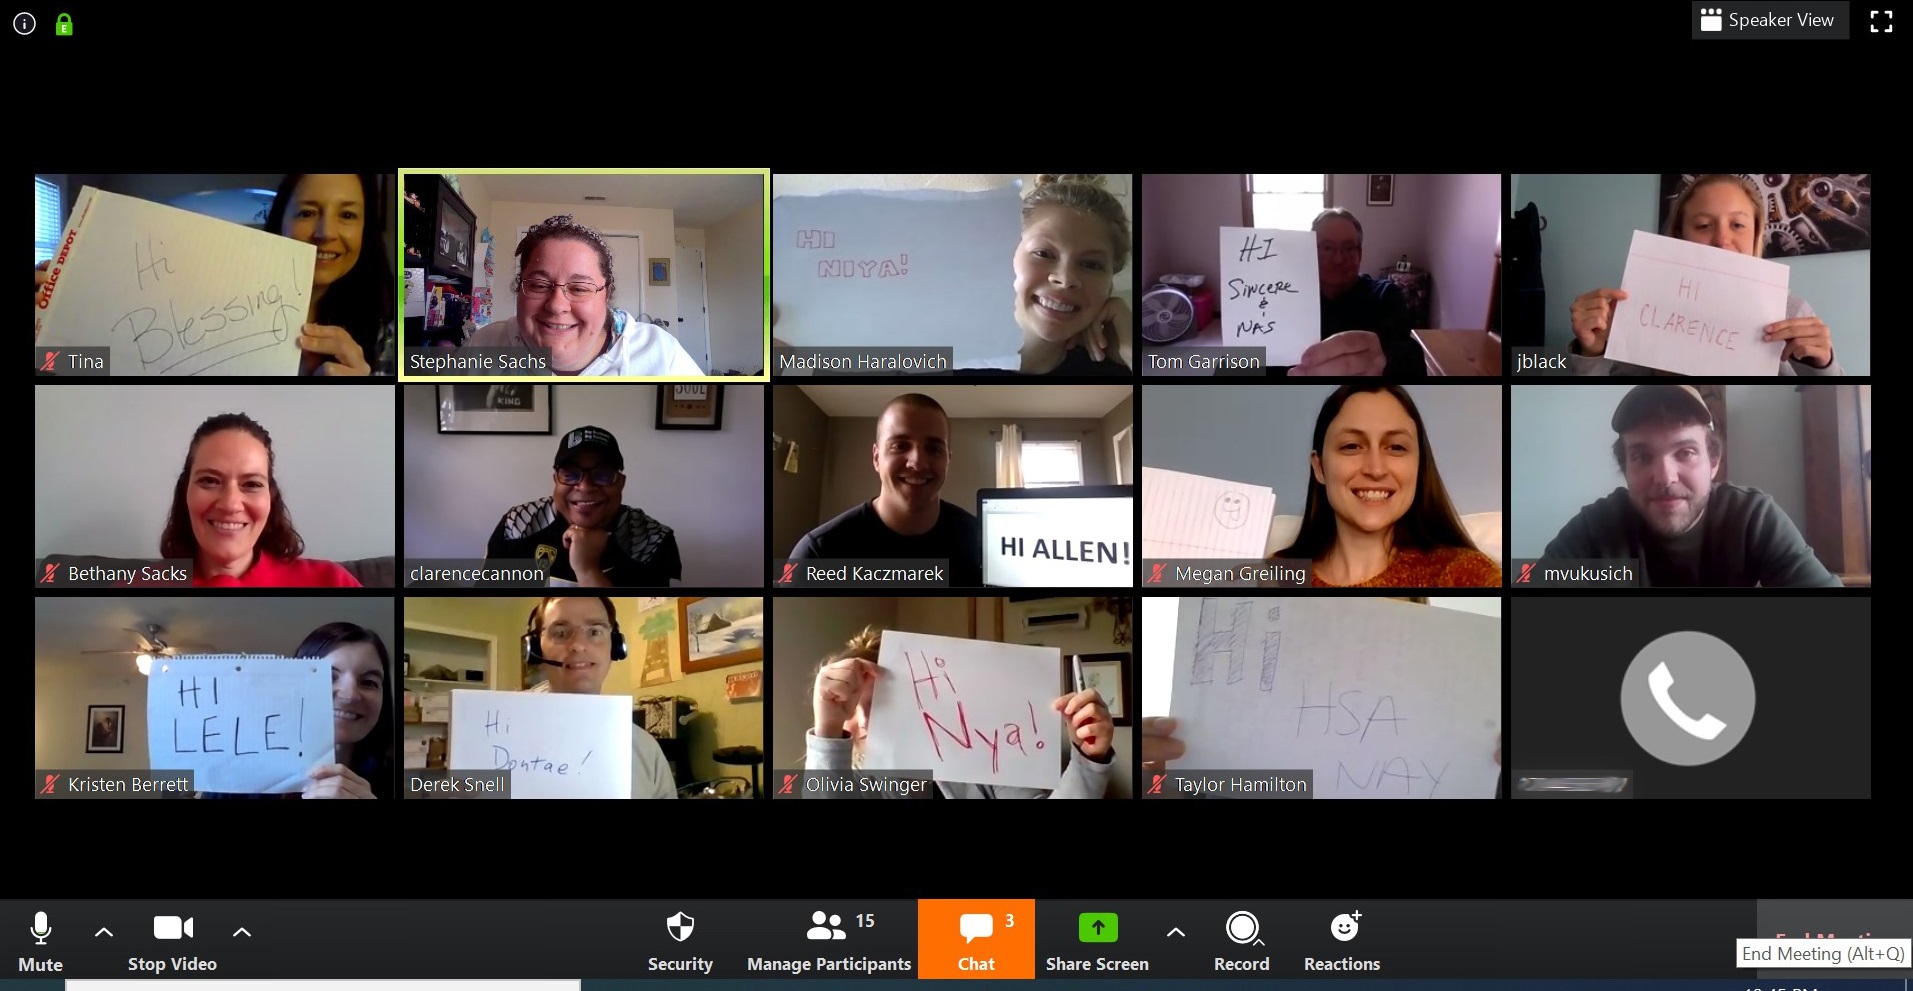 Speaker View
E
Office DEPOT
Hi
Blessing!
Tina
Stephanie Sachs
HI
NIYA!
Madison Haralovich
HI
SINCERE
&
NAS
Tom Garrison
HI
CLARENCE
jblack
Bethany Sacks
KING
SOUL
clarencecannon
HI ALLEN!
Reed Kaczmarek
Megan Greiling
mvukusich
HI
LELE!
Kristen Berrett
Hi
Dontae!
Derek Snell
Hi
Nya!
Olivia Swinger
Hi
HSA
NAY
Taylor Hamilton
Mute
Stop Video
Security
15
Manage Participants
3
Chat
Share Screen
Record
Reactions
End Meeting (Alt+Q)